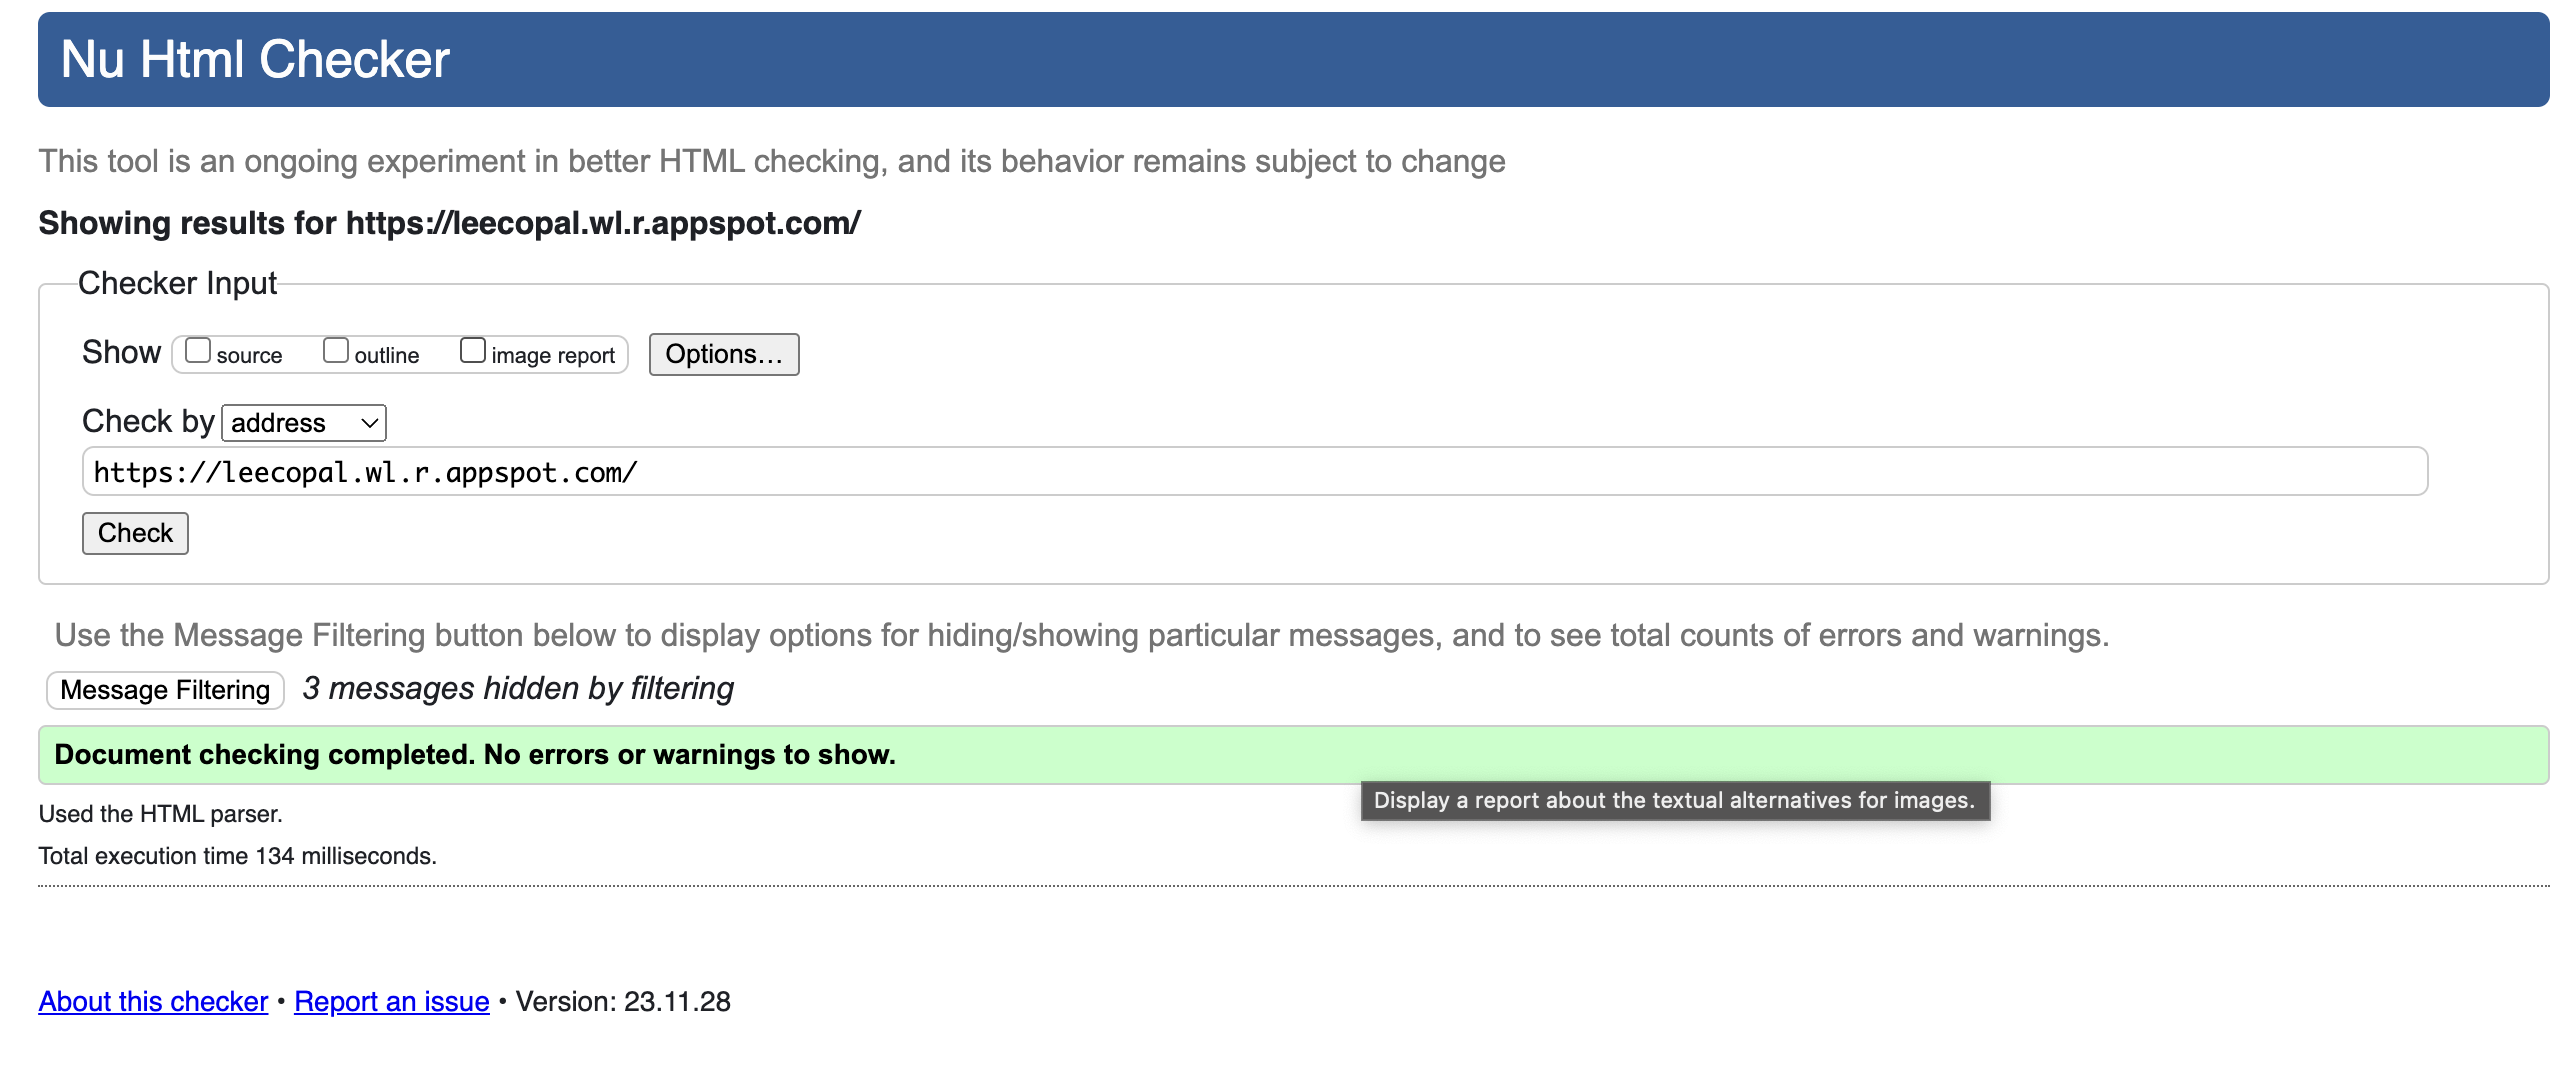 Nu Html Checker
This tool is an ongoing experiment in better HTML checking, and its behavior remains subject to change
Showing results for https://leecopal.wl.r.appspot.com/
Checker Input
Show source outline image report Options…
Check by address
https://leecopal.wl.r.appspot.com/
Check
Use the Message Filtering button below to display options for hiding/showing particular messages, and to see total counts of errors and warnings.
Message Filtering 3 messages hidden by filtering
Document checking completed. No errors or warnings to show.
Display a report about the textual alternatives for images.
Used the HTML parser.
Total execution time 134 milliseconds.
About this checker • Report an issue • Version: 23.11.28